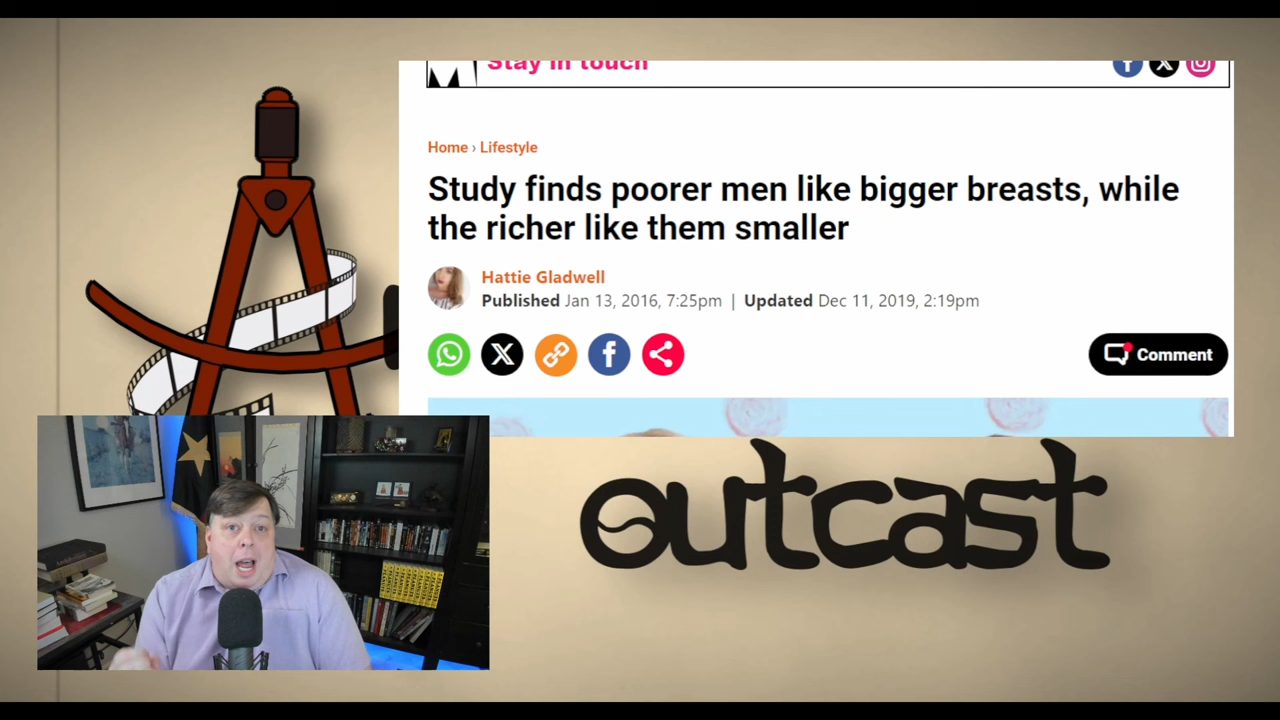 Stay in touch
Home › Lifestyle
Study finds poorer men like bigger breasts, while
the richer like them smaller
Hattie Gladwell
Published Jan 13, 2016, 7:25pm | Updated Dec 11, 2019, 2:19pm
Comment
outcast